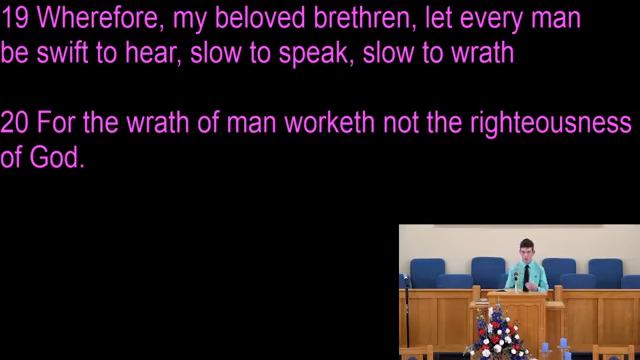 19 Wherefore, my beloved brethren, let every man
be swift to hear, slow to speak, slow to wrath
20 For the wrath of man worketh not the righteousness
of God.